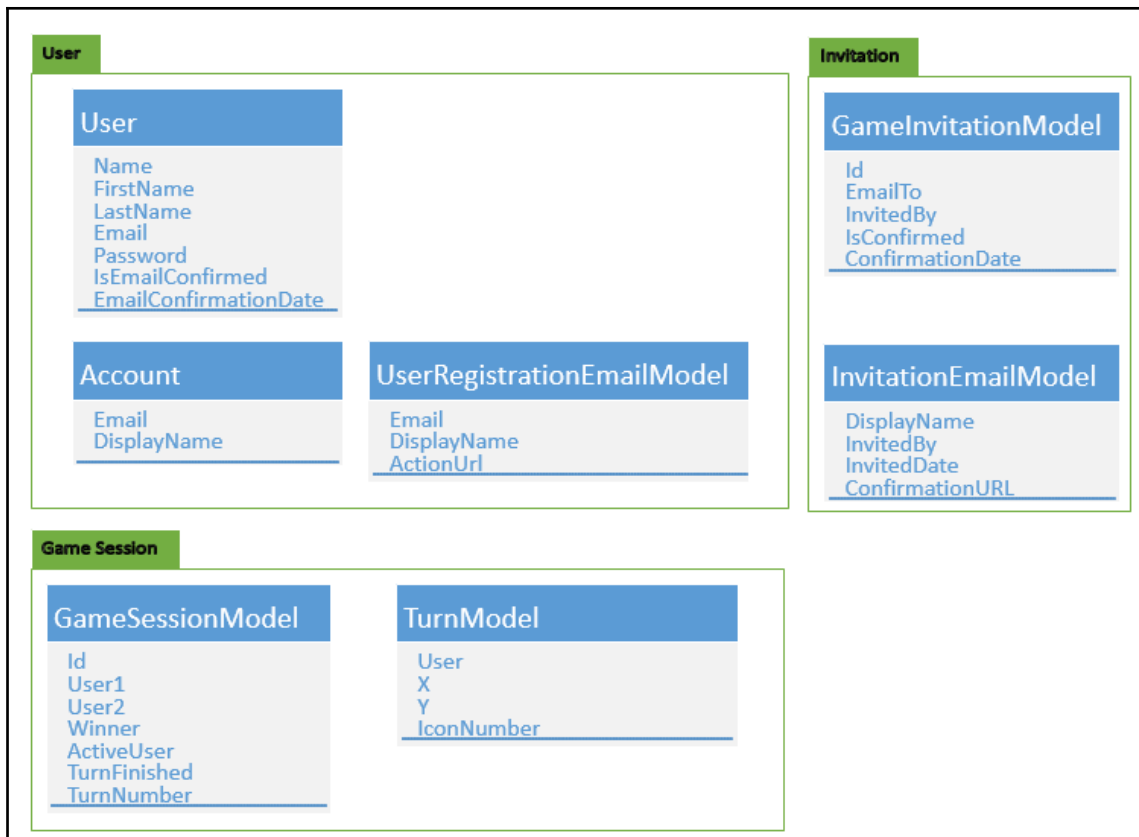 User
User
Name
FirstName
LastName
Email
Password
IsEmailConfirmed
EmailConfirmationDate
Account
Email
DisplayName
UserRegistrationEmailModel
Email
DisplayName
ActionUrl
Invitation
GameInvitationModel
Id
EmailTo
InvitedBy
IsConfirmed
ConfirmationDate
InvitationEmailModel
DisplayName
InvitedBy
InvitedDate
ConfirmationURL
Game Session
GameSessionModel
Id
User1
User2
Winner
ActiveUser
TurnFinished
TurnNumber
TurnModel
User
X
Y
IconNumber